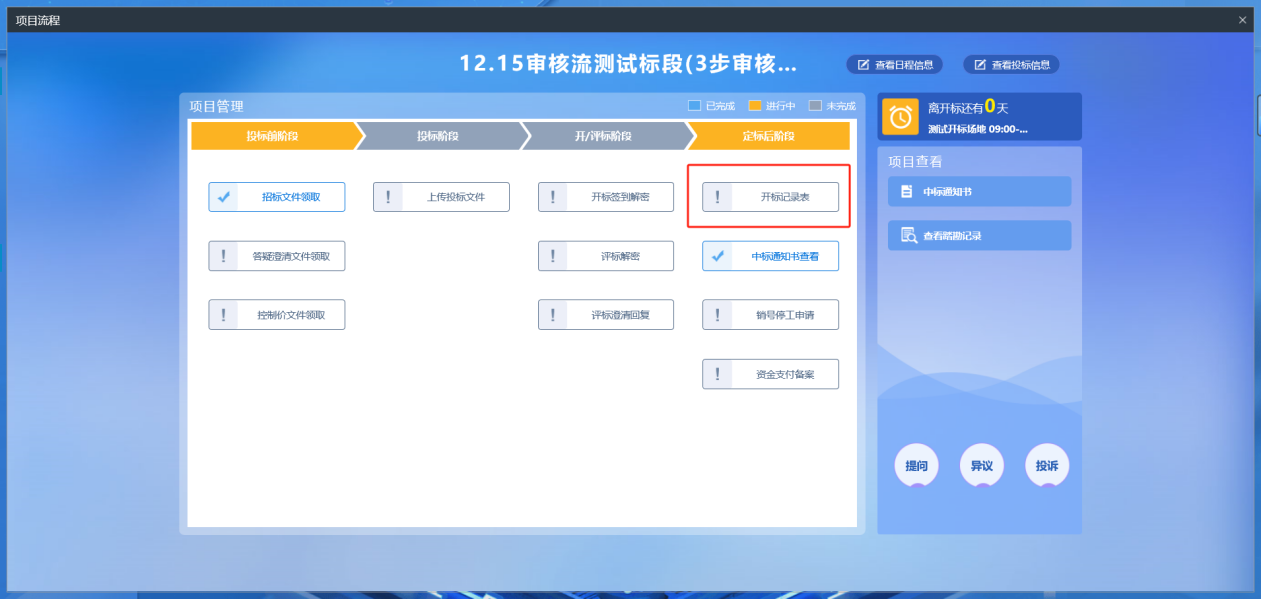 项目流程
12.15审核流测试标段(3步审核...
查看日程信息
查看投标信息
项目管理
已完成
进行中
未完成
投标前阶段
投标阶段
开/评标阶段
定标后阶段
招标文件领取
上传投标文件
开标签到解密
开标记录表
答疑澄清文件领取
评标解密
中标通知书查看
控制价文件领取
评标澄清回复
销号停工申请
资金支付备案
离开标还有0天
测试开标场地 09:00-...
项目查看
中标通知书
查看踏勘记录
提问
异议
投诉